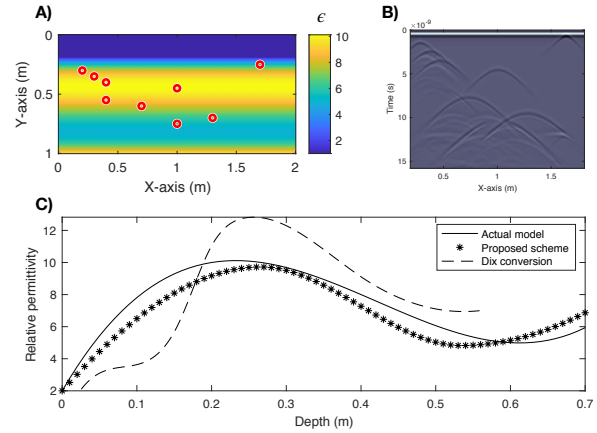 A)
ϵ
B)
0
0.5
1
Y-axis (m)
0
0.5
1
1.5
2
X-axis (m)
10
8
6
4
2
×10⁻⁹
0
5
10
15
Time (s)
0.5
1
1.5
X-axis (m)
C)
12
10
8
6
4
2
Relative permittivity
Actual model
Proposed scheme
Dix conversion
0
0.1
0.2
0.3
0.4
0.5
0.6
0.7
Depth (m)